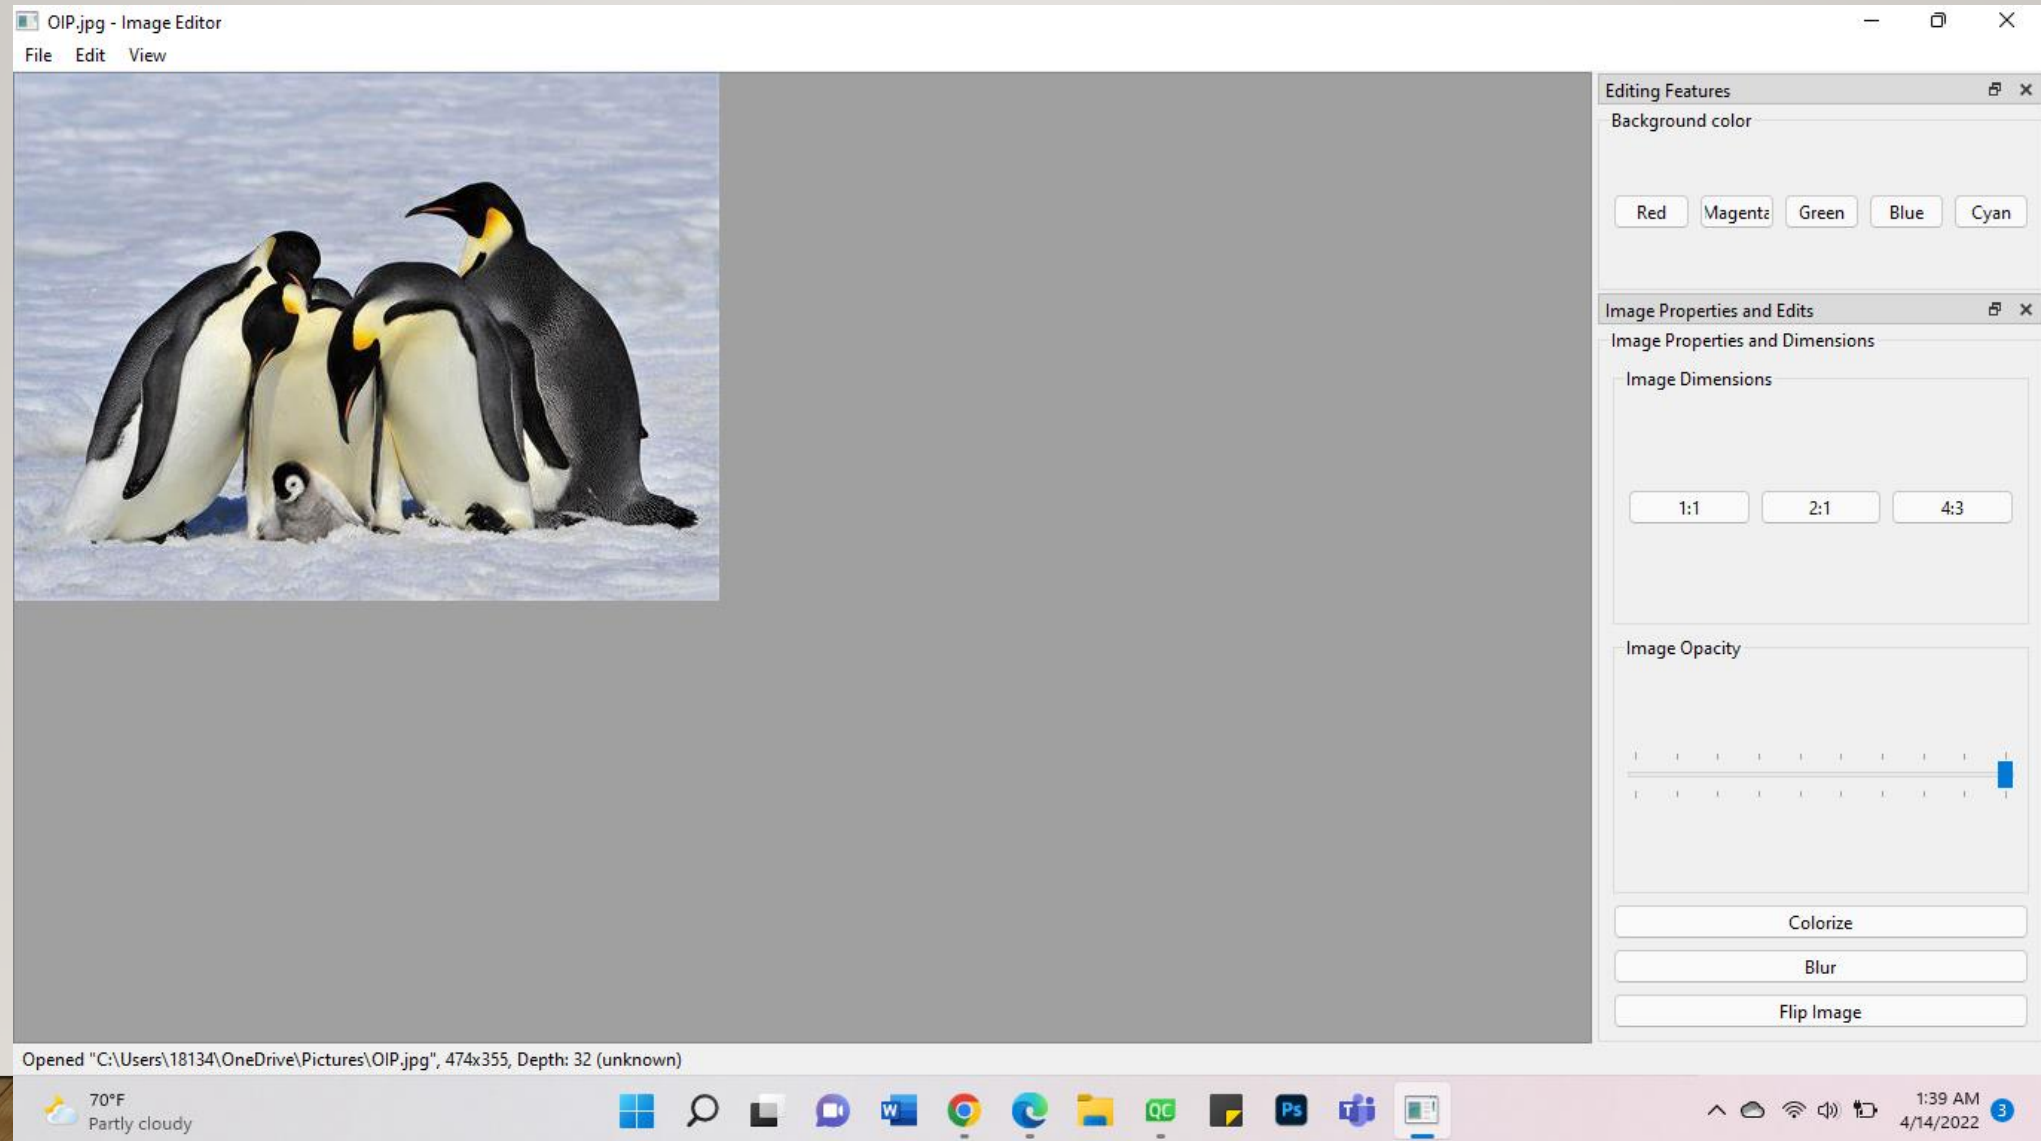 OIP.jpg - Image Editor
File Edit View
Editing Features
Background color
Red Magenta Green Blue Cyan
Image Properties and Edits
Image Properties and Dimensions
Image Dimensions
1:1 2:1 4:3
Image Opacity
Colorize
Blur
Flip Image
Opened "C:\Users\18134\OneDrive\Pictures\OIP.jpg", 474x355, Depth: 32 (unknown)
70°F
Partly cloudy
W
QC
Ps
T
1:39 AM
4/14/2022
3